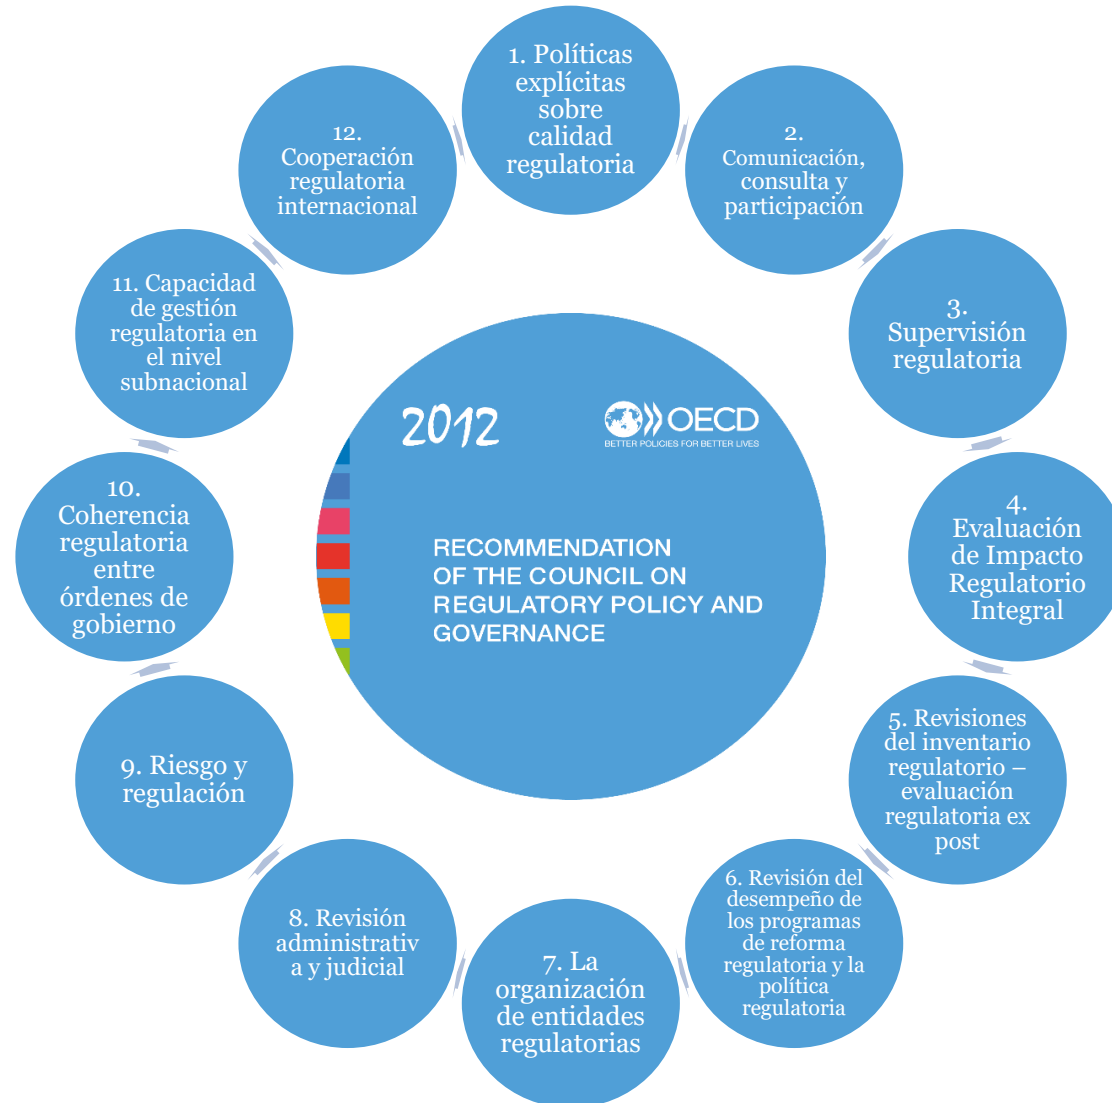 1. Políticas
explícitas
sobre
calidad
regulatoria
2.
Comunicación,
consulta y
participación
3.
Supervisión
regulatoria
4.
Evaluación
de Impacto
Regulatorio
Integral
5. Revisiones
del inventario
regulatorio –
evaluación
regulatoria ex
post
6. Revisión del
desempeño de
los programas
de reforma
regulatoria y la
política
regulatoria
7. La
organización
de entidades
regulatorias
8. Revisión
administrativ
a y judicial
9. Riesgo y
regulación
10.
Coherencia
regulatoria
entre
órdenes de
gobierno
11. Capacidad
de gestión
regulatoria en
el nivel
subnacional
12.
Cooperación
regulatoria
internacional
2012
OECD
BETTER POLICIES FOR BETTER LIVES
RECOMMENDATION
OF THE COUNCIL ON
REGULATORY POLICY AND
GOVERNANCE